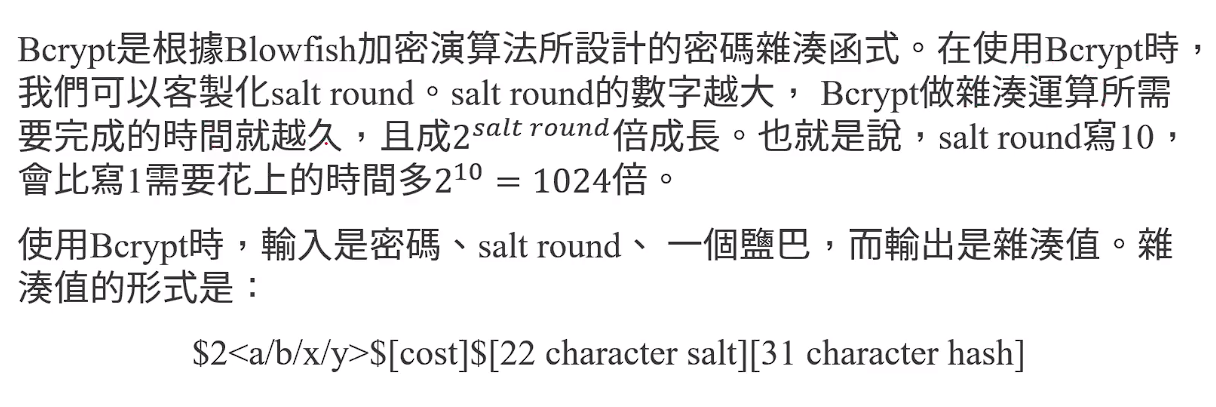 Bcrypt是根據Blowfish加密演算法所設計的密碼雜湊函式。在使用Bcrypt時，
我們可以客製化salt round。salt round的數字越大， Bcrypt做雜湊運算所需
要完成的時間就越久，且成2^{salt round}倍成長。也就是說，salt round寫10，
會比寫1需要花上的時間多2^{10} = 1024倍。
使用Bcrypt時，輸入是密碼、salt round、 一個鹽巴，而輸出是雜湊值。雜
湊值的形式是：
$2<a/b/x/y>$[cost]$[22 character salt][31 character hash]